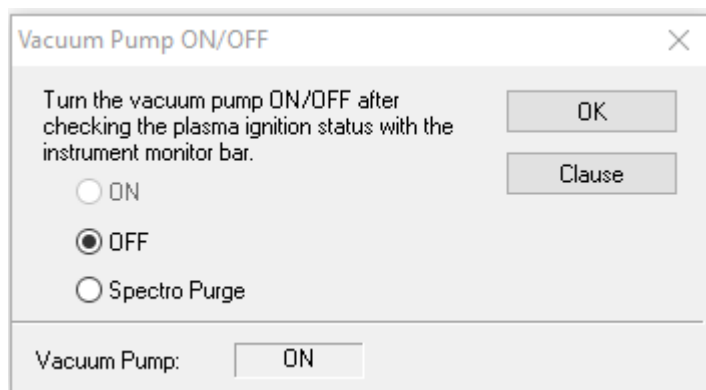 Vacuum Pump ON/OFF
Turn the vacuum pump ON/OFF after
checking the plasma ignition status with the
instrument monitor bar.
OK
Clause
ON
OFF
Spectro Purge
Vacuum Pump: ON